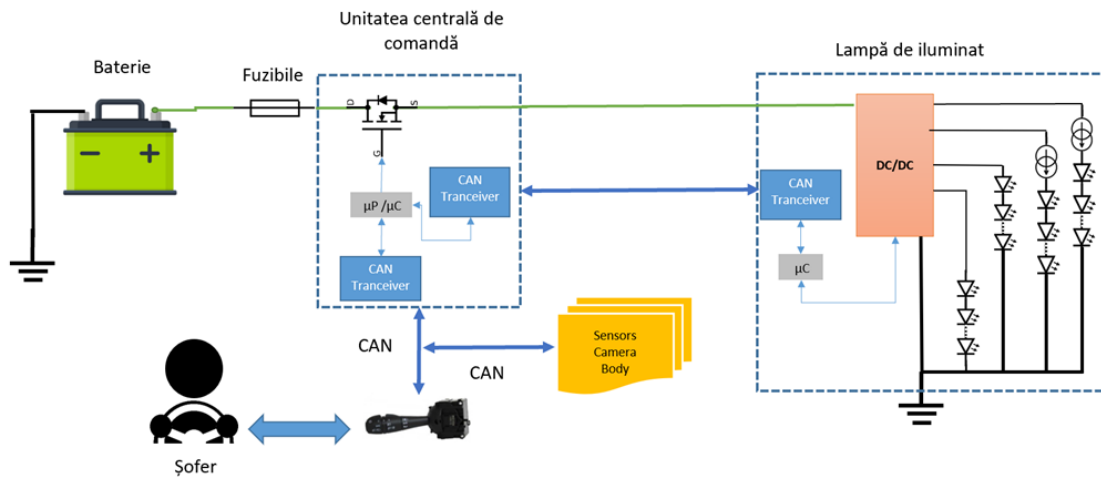 Unitatea centrală de
comandă
Lampă de iluminat
Baterie
Fuzibile
D
S
G
DC/DC
CAN
Tranceiver
µP /µC
CAN
Tranceiver
µC
CAN
Tranceiver
CAN
CAN
Sensors
Camera
Body
Șofer